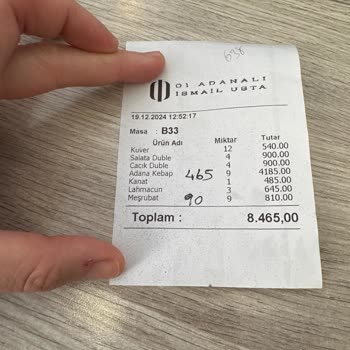 638
01 ADANALI
İSMAİL USTA
19.12.2024 12:52:17
Masa : B33
Ürün Adı Miktar Tutar
Kuver 12 540.00
Salata Duble 4 900.00
Cacık Duble 4 900.00
Adana Kebap 465 9 4185.00
Kanat 1 485.00
Lahmacun 3 645.00
Meşrubat 90 9 810.00
Toplam : 8.465,00